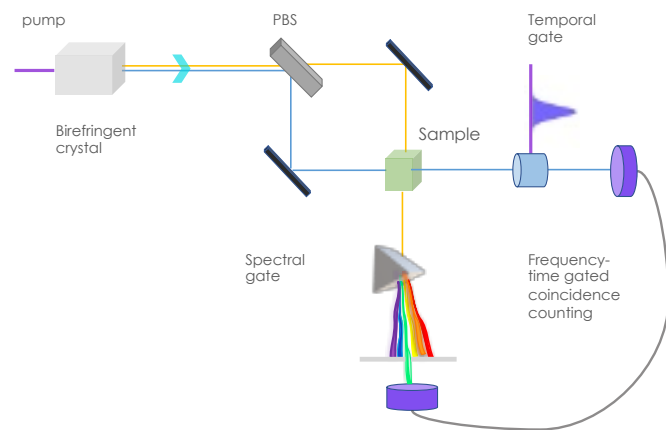 pump
PBS
Temporal
gate
Birefringent
crystal
Sample
Spectral
gate
Frequency-
time gated
coincidence
counting